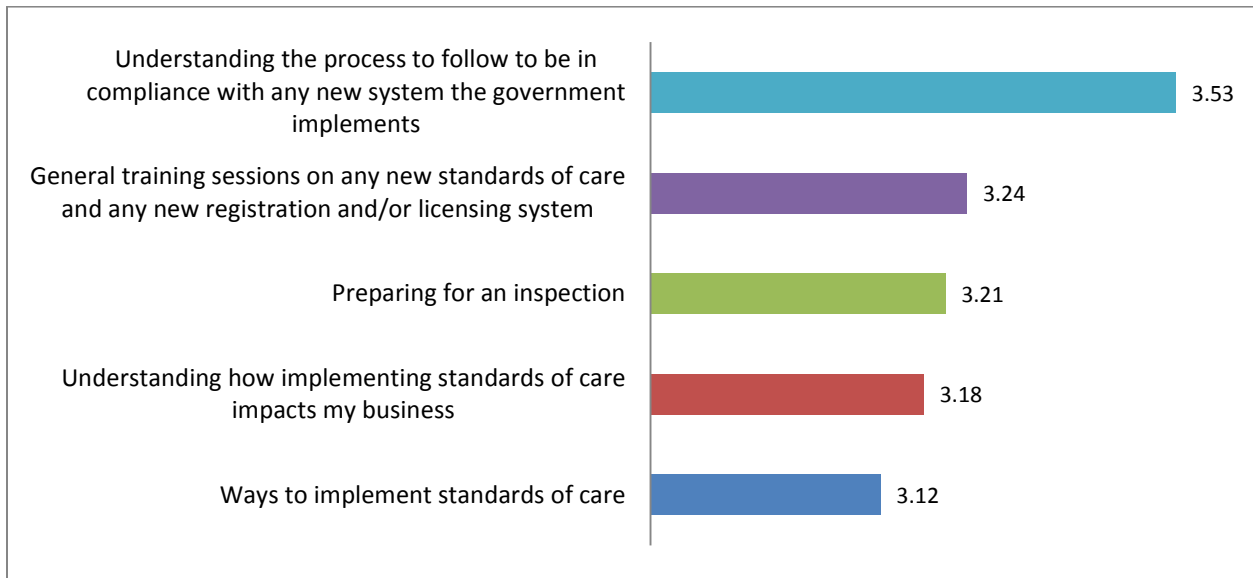 Understanding the process to follow to be in
compliance with any new system the government
implements
3.53
General training sessions on any new standards of care
and any new registration and/or licensing system
3.24
Preparing for an inspection
3.21
Understanding how implementing standards of care
impacts my business
3.18
Ways to implement standards of care
3.12